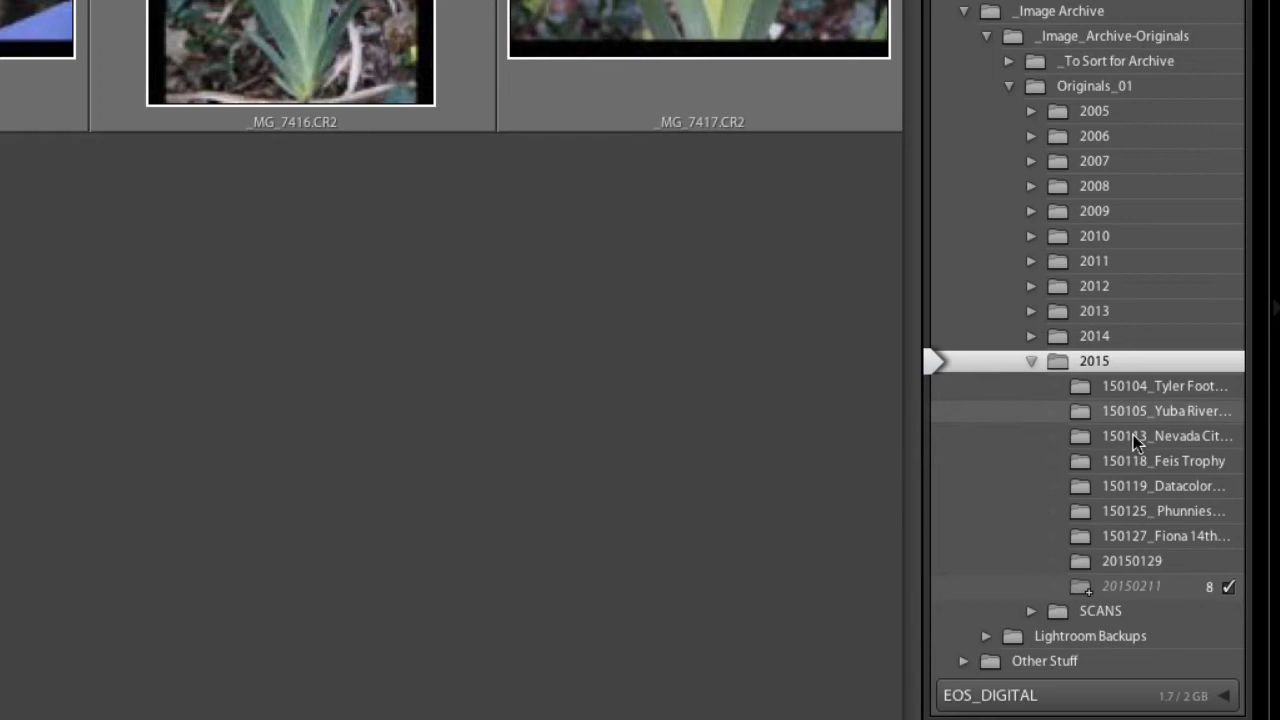 _Image Archive
_Image_Archive-Originals
_To Sort for Archive
Originals_01
2005
2006
2007
2008
2009
2010
2011
2012
2013
2014
2015
150104_Tyler Foot...
150105_Yuba River...
150113_Nevada Cit...
150118_Feis Trophy
150119_Datacolor...
150125_ Phunnies...
150127_Fiona 14th...
20150129
20150211 8
SCANS
Lightroom Backups
Other Stuff
EOS_DIGITAL 1.7 / 2 GB
_MG_7416.CR2
_MG_7417.CR2